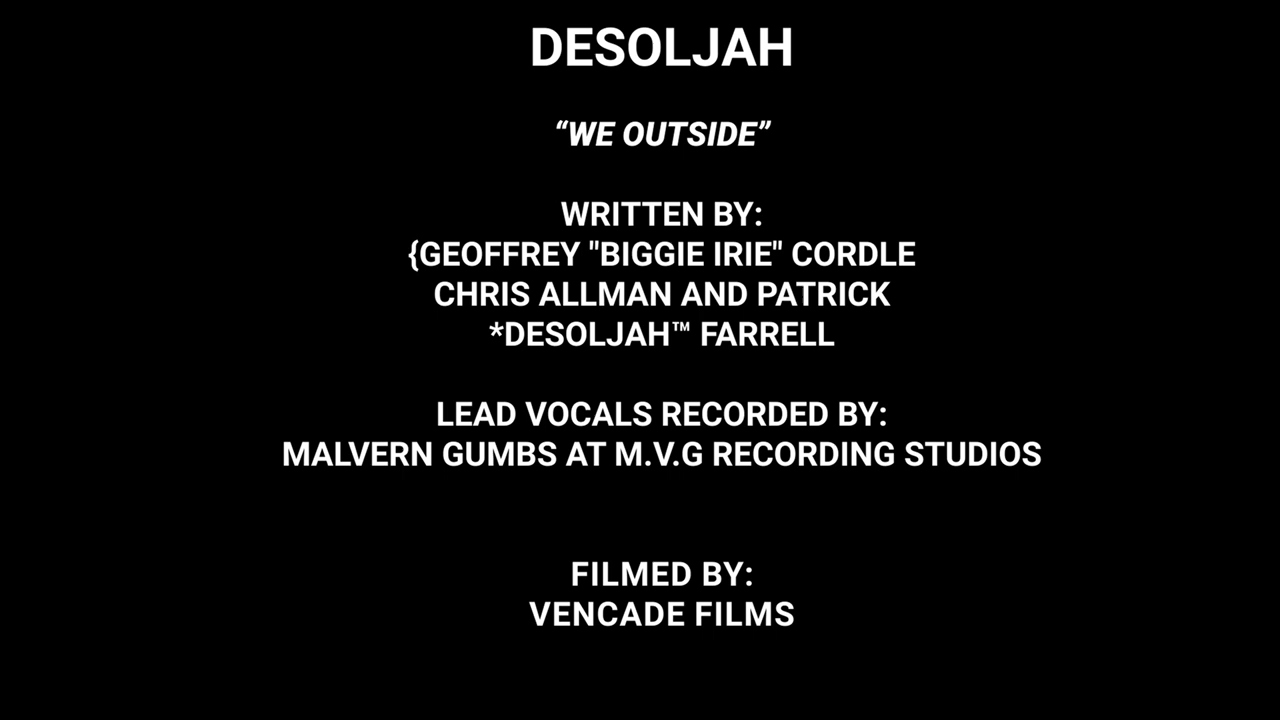 DESOLJAH
“WE OUTSIDE”
WRITTEN BY:
{GEOFFREY "BIGGIE IRIE" CORDLE
CHRIS ALLMAN AND PATRICK
*DESOLJAH™ FARRELL
LEAD VOCALS RECORDED BY:
MALVERN GUMBS AT M.V.G RECORDING STUDIOS
FILMED BY:
VENCADE FILMS